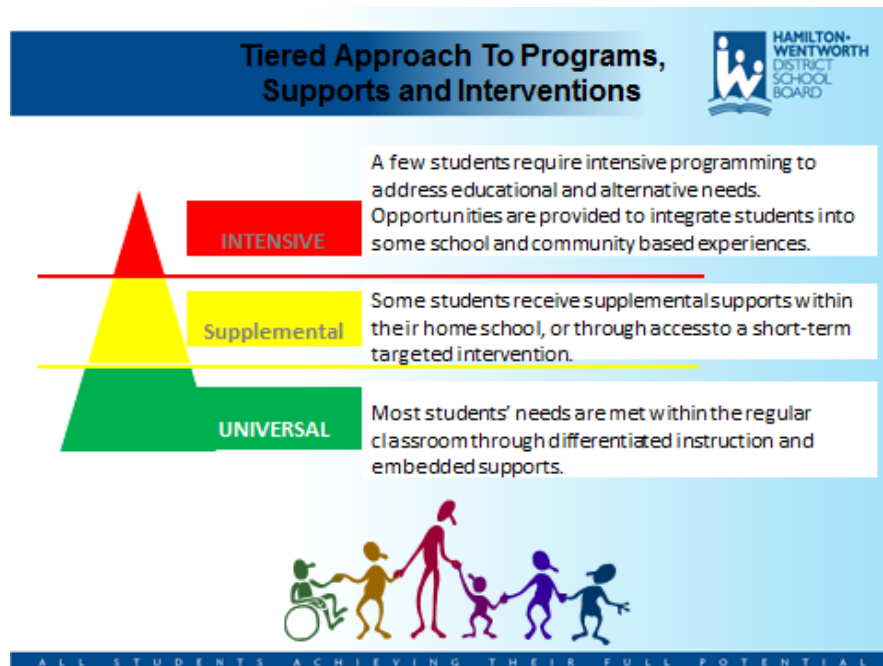 Tiered Approach To Programs,
Supports and Interventions
HAMILTON-
WENTWORTH
DISTRICT
SCHOOL
BOARD
A few students require intensive programming to
address educational and alternative needs.
Opportunities are provided to integrate students into
some school and community based experiences.
INTENSIVE
Some students receive supplemental supports within
their home school, or through access to a short-term
targeted intervention.
Supplemental
Most students' needs are met within the regular
classroom through differentiated instruction and
embedded supports.
UNIVERSAL
ALL STUDENTS ACHIEVING THEIR FULL POTENTIAL